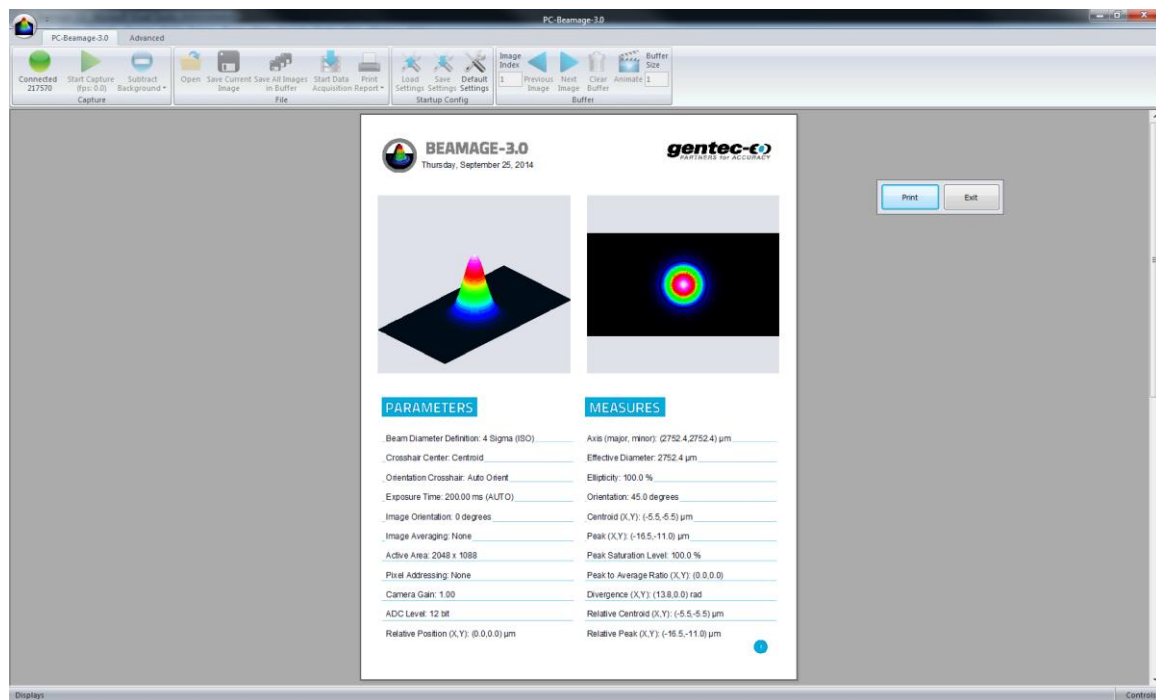 PC-Beamage-3.0
PC-Beamage-3.0 Advanced
Connected 217570
Start Capture (fps: 0.0)
Subtract Background
Capture
Open
Save Current Image
Save All Images in Buffer
Start Data Acquisition
Print Report
File
Load Settings
Save Settings
Default Settings
Startup Config
Image Index
1
Previous Image
Next Image
Clear Buffer
Animate
Buffer Size
1
Buffer
BEAMAGE-3.0
Thursday, September 25, 2014
gentec-eo
PARTNERS for ACCURACY
Print
Exit
PARAMETERS
Beam Diameter Definition: 4 Sigma (ISO)
Crosshair Center: Centroid
Orientation Crosshair: Auto Orient
Exposure Time: 200.00 ms (AUTO)
Image Orientation: 0 degrees
Image Averaging: None
Active Area: 2048 x 1088
Pixel Addressing: None
Camera Gain: 1.00
ADC Level: 12 bit
Relative Position (X,Y): (0.0,0.0) µm
MEASURES
Axis (major, minor): (2752.4,2752.4) µm
Effective Diameter: 2752.4 µm
Ellipticity: 100.0 %
Orientation: 45.0 degrees
Centroid (X,Y): (-5.5,-5.5) µm
Peak (X,Y): (-16.5,-11.0) µm
Peak Saturation Level: 100.0 %
Peak to Average Ratio (X,Y): (0.0,0.0)
Divergence (X,Y): (13.8,0.0) rad
Relative Centroid (X,Y): (-5.5,-5.5) µm
Relative Peak (X,Y): (-16.5,-11.0) µm
Displays
Controls